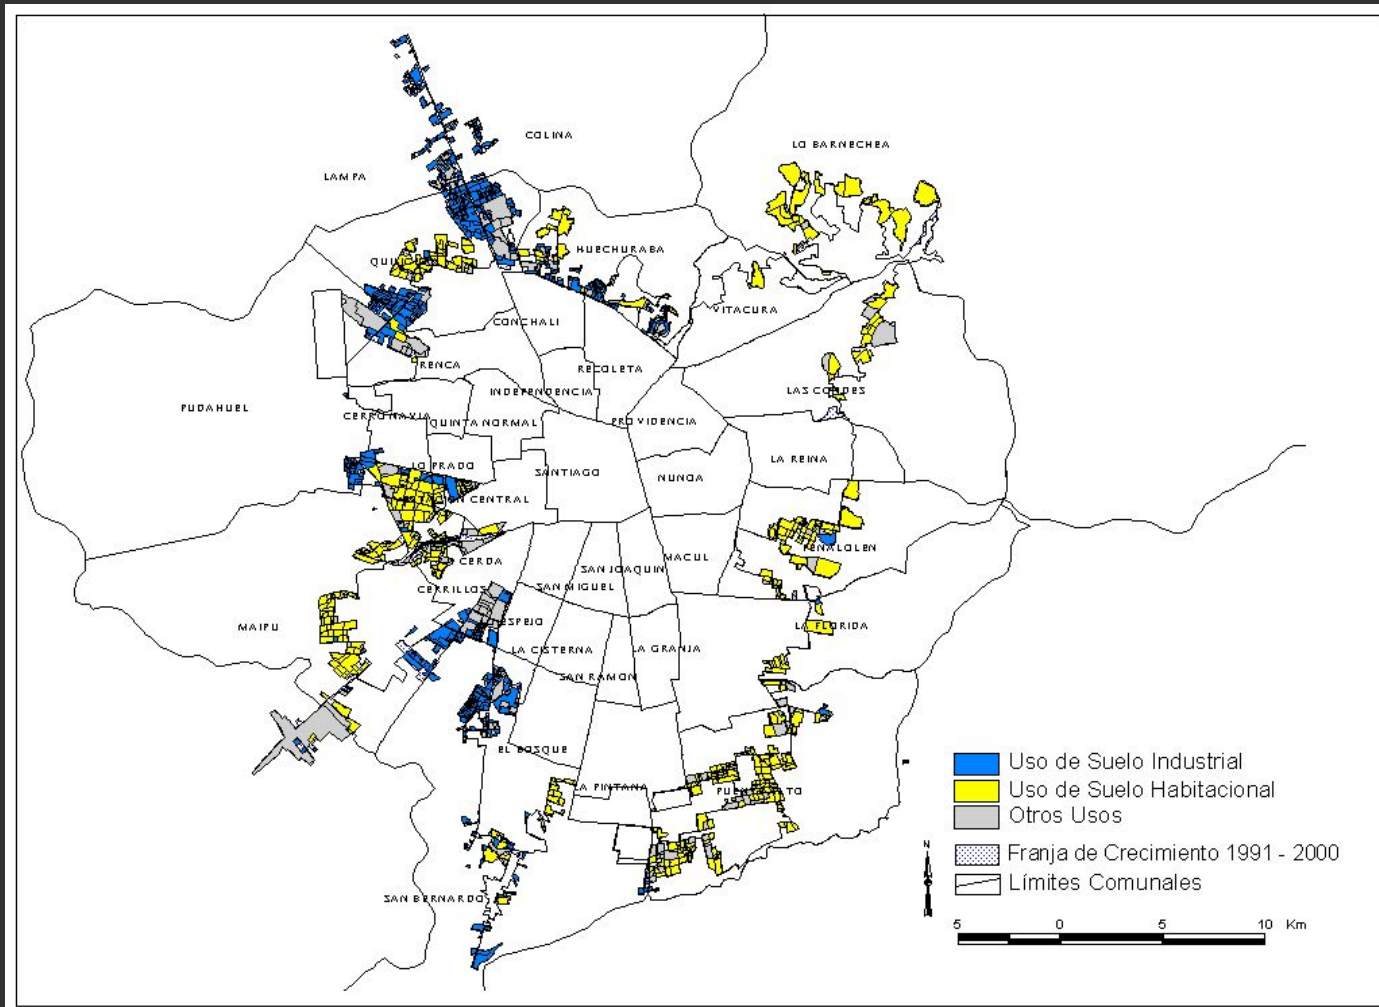 COLINA
LO BARNECHEA
LAMPA
HUECHURABA
VITACURA
CONCHALI
RENCA
RECOLETA
LAS CONDES
INDEPENDENCIA
PUDAHUEL
CERRO NAVIA
QUINTA NORMAL
PROVIDENCIA
LO PRADO
SANTIAGO
LA REINA
NUNOA
CENTRAL
PENALOLEN
MACUL
CERDA
SAN JOAQUIN
CERRILLOS
SAN MIGUEL
MAIPU
ESPEJO
LA FLORIDA
LA CISTERNA
LA GRANJA
SAN RAMON
EL BOSQUE
LA PINTANA
SAN BERNARDO
Uso de Suelo Industrial
Uso de Suelo Habitacional
Otros Usos
Franja de Crecimiento 1991 - 2000
Límites Comunales
N
5 0 5 10 Km